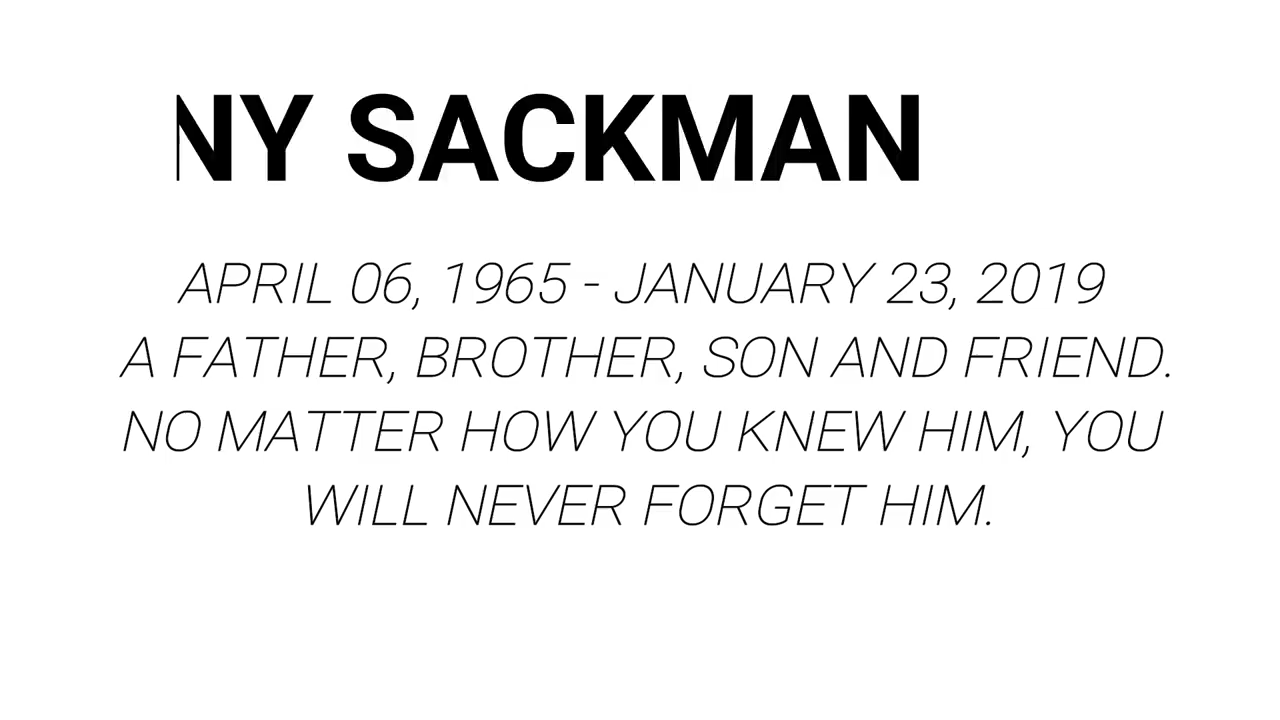 NY SACKMAN
APRIL 06, 1965 - JANUARY 23, 2019
A FATHER, BROTHER, SON AND FRIEND.
NO MATTER HOW YOU KNEW HIM, YOU
WILL NEVER FORGET HIM.